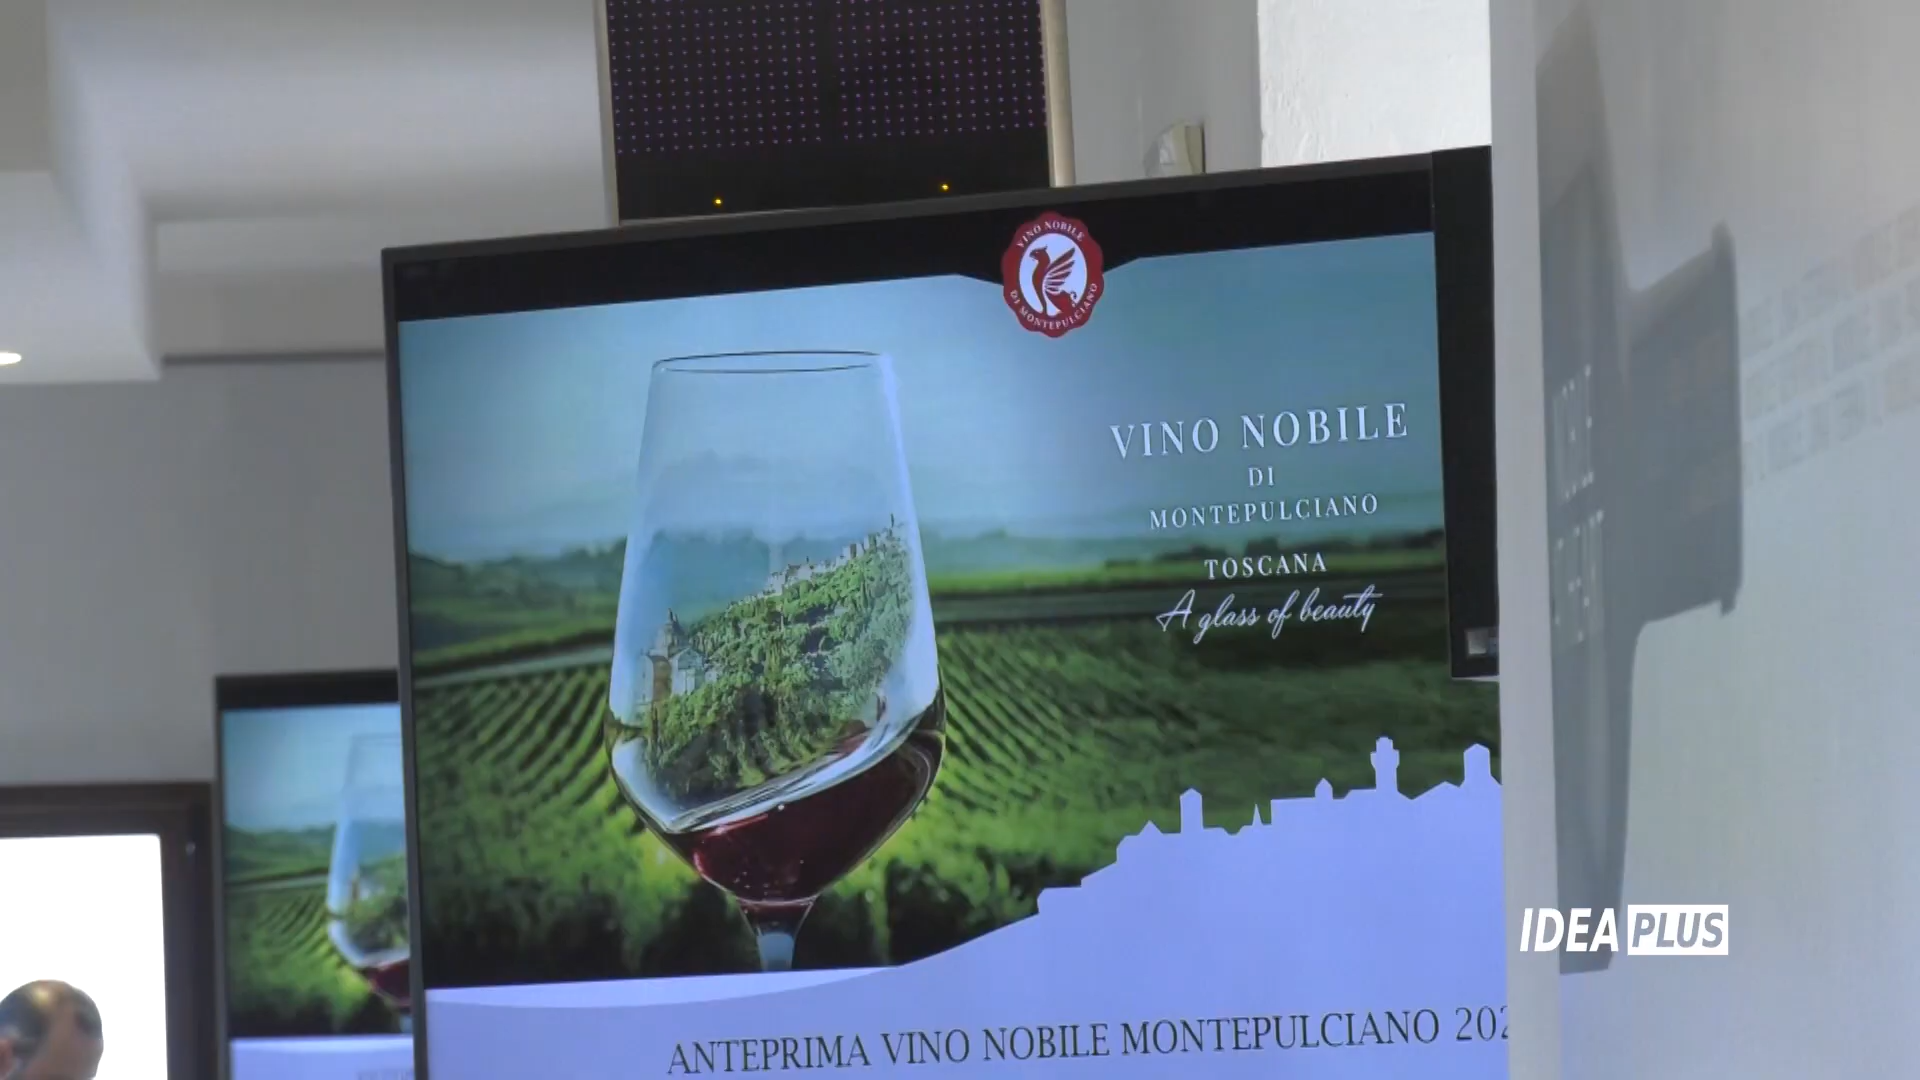 VINO NOBILE
DI MONTEPULCIANO
VINO NOBILE
DI
MONTEPULCIANO
TOSCANA
A glass of beauty
IDEA PLUS
ANTEPRIMA VINO NOBILE MONTEPULCIANO